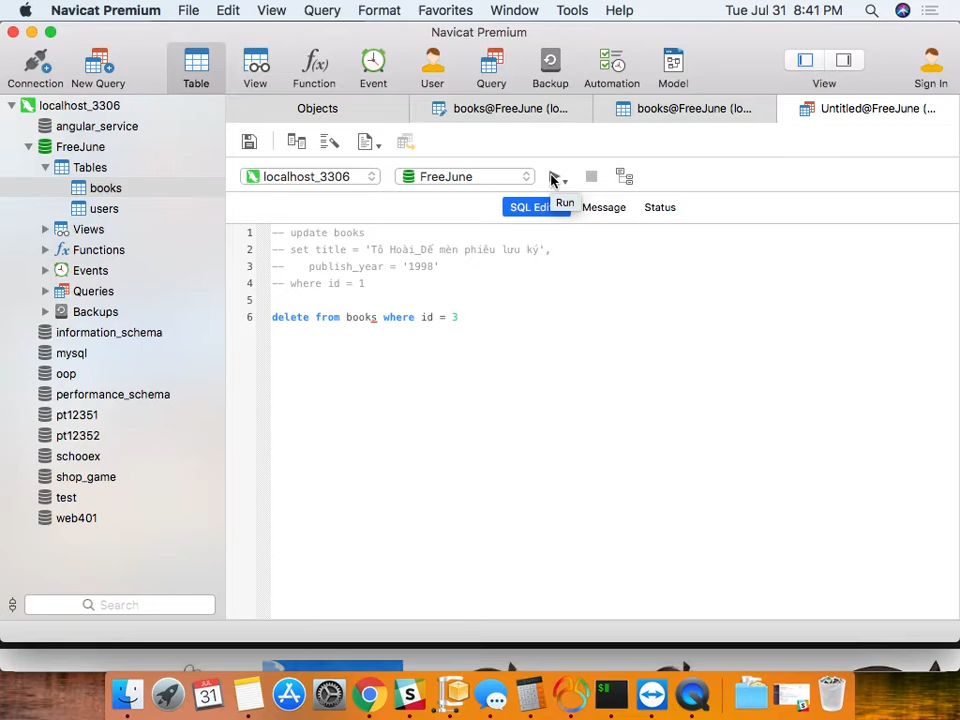 Navicat Premium File Edit View Query Format Favorites Window Tools Help Tue Jul 31 8:41 PM
Navicat Premium
Connection New Query Table View Function Event User Query Backup Automation Model View Sign In
localhost_3306
angular_service
FreeJune
Tables
books
users
Views
Functions
Events
Queries
Backups
information_schema
mysql
oop
performance_schema
pt12351
pt12352
schooex
shop_game
test
web401
Search
Objects books@FreeJune (lo... books@FreeJune (lo... Untitled@FreeJune (...
localhost_3306 FreeJune
Run
SQL Edi Message Status
1 -- update books
2 -- set title = 'Tô Hoài_Dế mèn phiêu lưu ký',
3 -- publish_year = '1998'
4 -- where id = 1
5
6 delete from books where id = 3
31